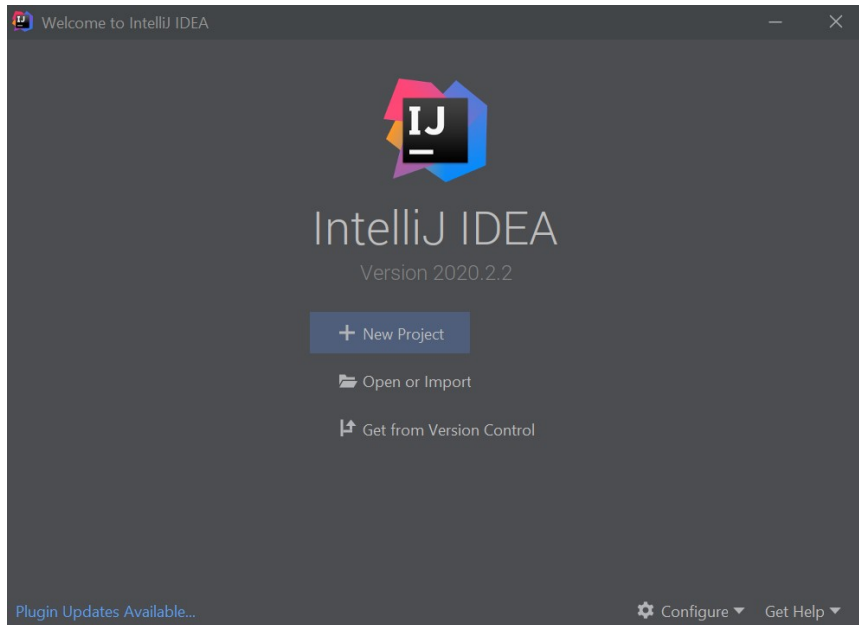 Welcome to IntelliJ IDEA
IJ
IntelliJ IDEA
Version 2020.2.2
New Project
Open or Import
Get from Version Control
Plugin Updates Available...
Configure
Get Help